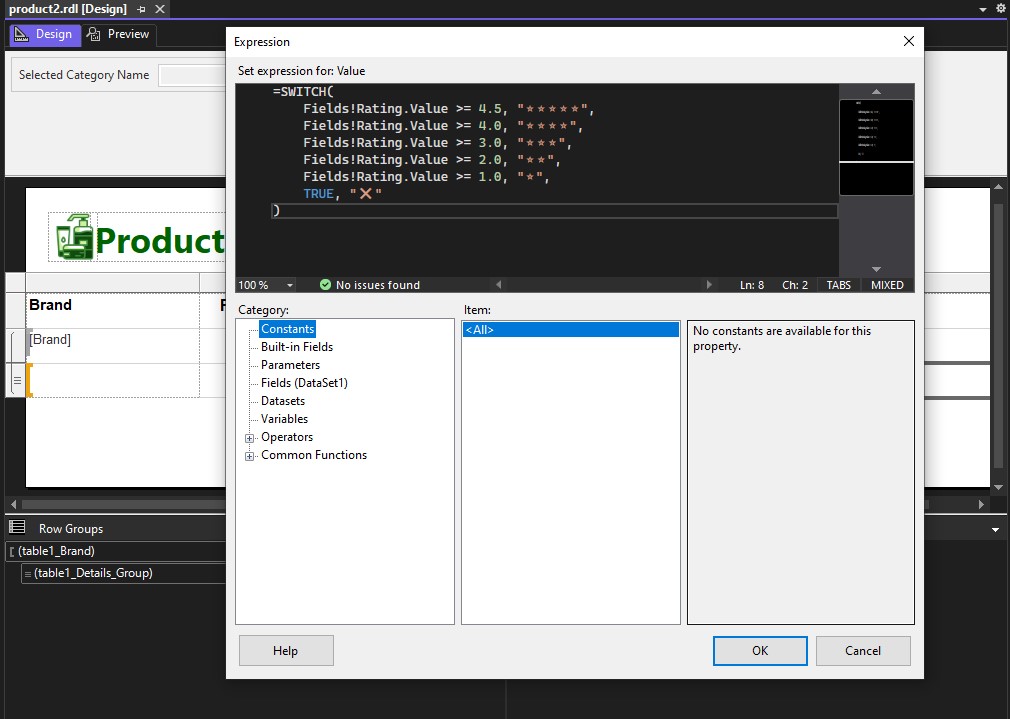 product2.rdl [Design]
Design
Preview
Selected Category Name
Product
Brand
[Brand]
Row Groups
(table1_Brand)
(table1_Details_Group)
Expression
Set expression for: Value
=SWITCH(
Fields!Rating.Value >= 4.5, "⭐⭐⭐⭐⭐",
Fields!Rating.Value >= 4.0, "⭐⭐⭐⭐",
Fields!Rating.Value >= 3.0, "⭐⭐⭐",
Fields!Rating.Value >= 2.0, "⭐⭐",
Fields!Rating.Value >= 1.0, "⭐",
TRUE, "❌"
)
100 % No issues found Ln: 8 Ch: 2 TABS MIXED
Category:
Constants
Built-in Fields
Parameters
Fields (DataSet1)
Datasets
Variables
Operators
Common Functions
Item:
<All>
No constants are available for this
property.
Help
OK
Cancel